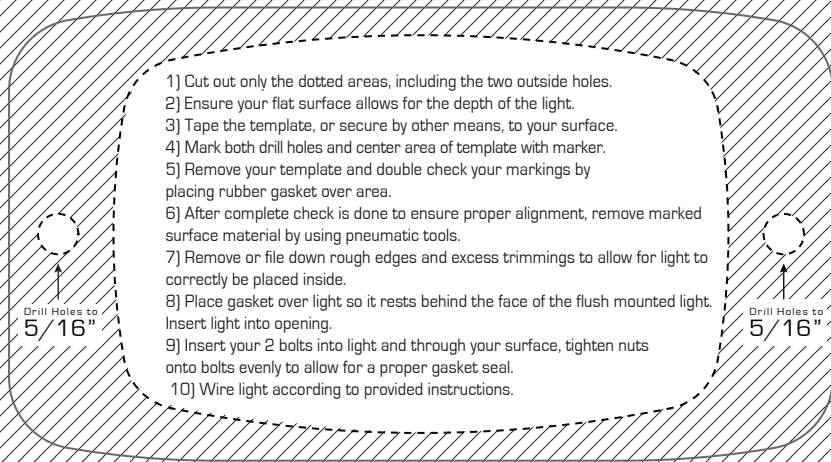 1) Cut out only the dotted areas, including the two outside holes.
2) Ensure your flat surface allows for the depth of the light.
3) Tape the template, or secure by other means, to your surface.
4) Mark both drill holes and center area of template with marker.
5) Remove your template and double check your markings by
placing rubber gasket over area.
6) After complete check is done to ensure proper alignment, remove marked
surface material by using pneumatic tools.
7) Remove or file down rough edges and excess trimmings to allow for light to
correctly be placed inside.
8) Place gasket over light so it rests behind the face of the flush mounted light.
Insert light into opening.
9) Insert your 2 bolts into light and through your surface, tighten nuts
onto bolts evenly to allow for a proper gasket seal.
10) Wire light according to provided instructions.
Drill Holes to
5/16”
Drill Holes to
5/16”